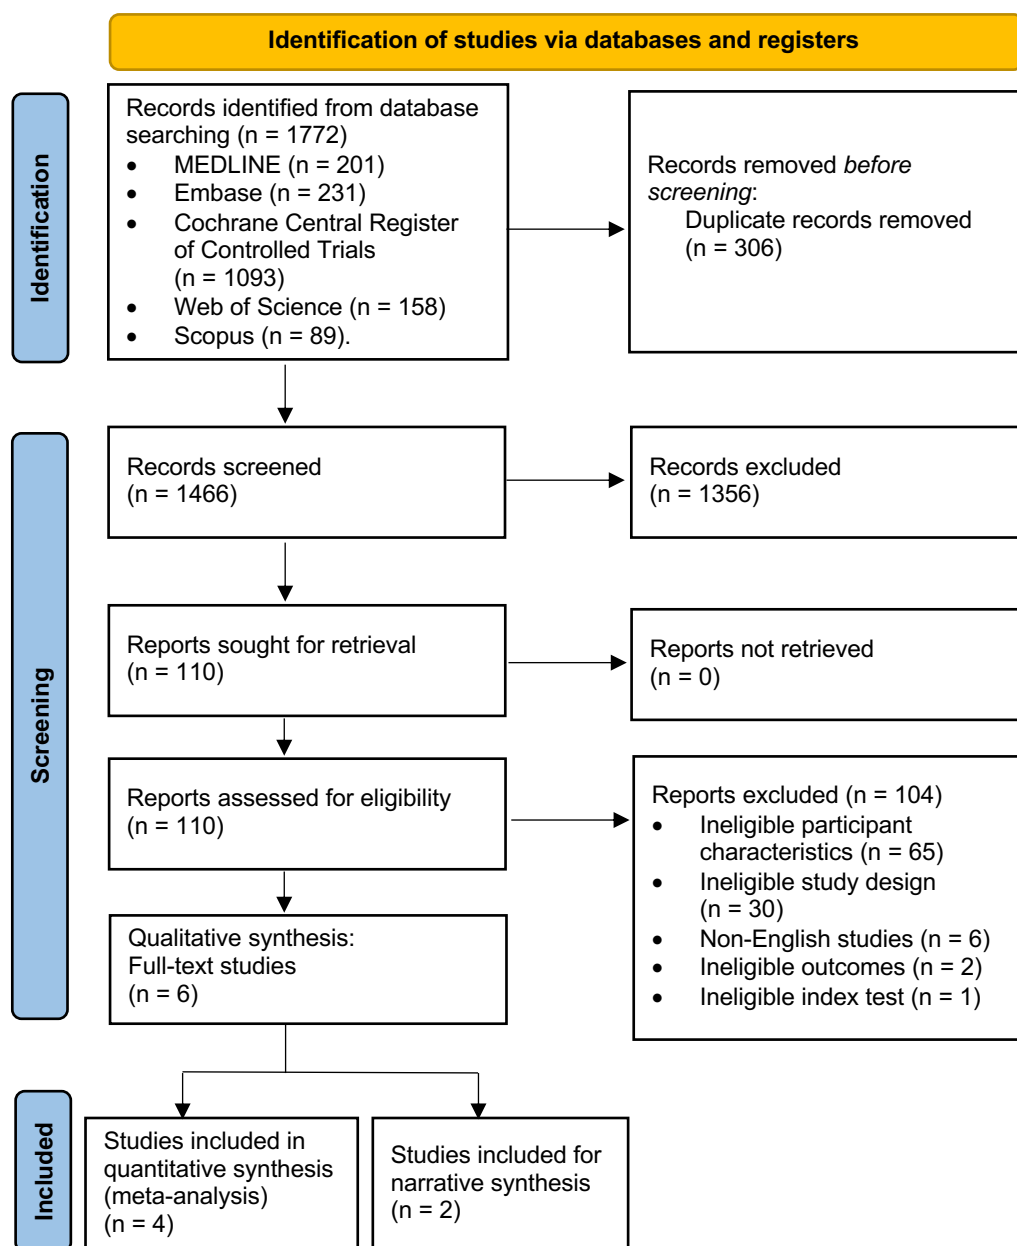 Identification of studies via databases and registers
Identification
Records identified from database
searching (n = 1772)
• MEDLINE (n = 201)
• Embase (n = 231)
• Cochrane Central Register
of Controlled Trials
(n = 1093)
• Web of Science (n = 158)
• Scopus (n = 89).
Records removed before
screening:
Duplicate records removed
(n = 306)
Screening
Records screened
(n = 1466)
Records excluded
(n = 1356)
Reports sought for retrieval
(n = 110)
Reports not retrieved
(n = 0)
Reports assessed for eligibility
(n = 110)
Reports excluded (n = 104)
• Ineligible participant
characteristics (n = 65)
• Ineligible study design
(n = 30)
• Non-English studies (n = 6)
• Ineligible outcomes (n = 2)
• Ineligible index test (n = 1)
Qualitative synthesis:
Full-text studies
(n = 6)
Included
Studies included in
quantitative synthesis
(meta-analysis)
(n = 4)
Studies included for
narrative synthesis
(n = 2)